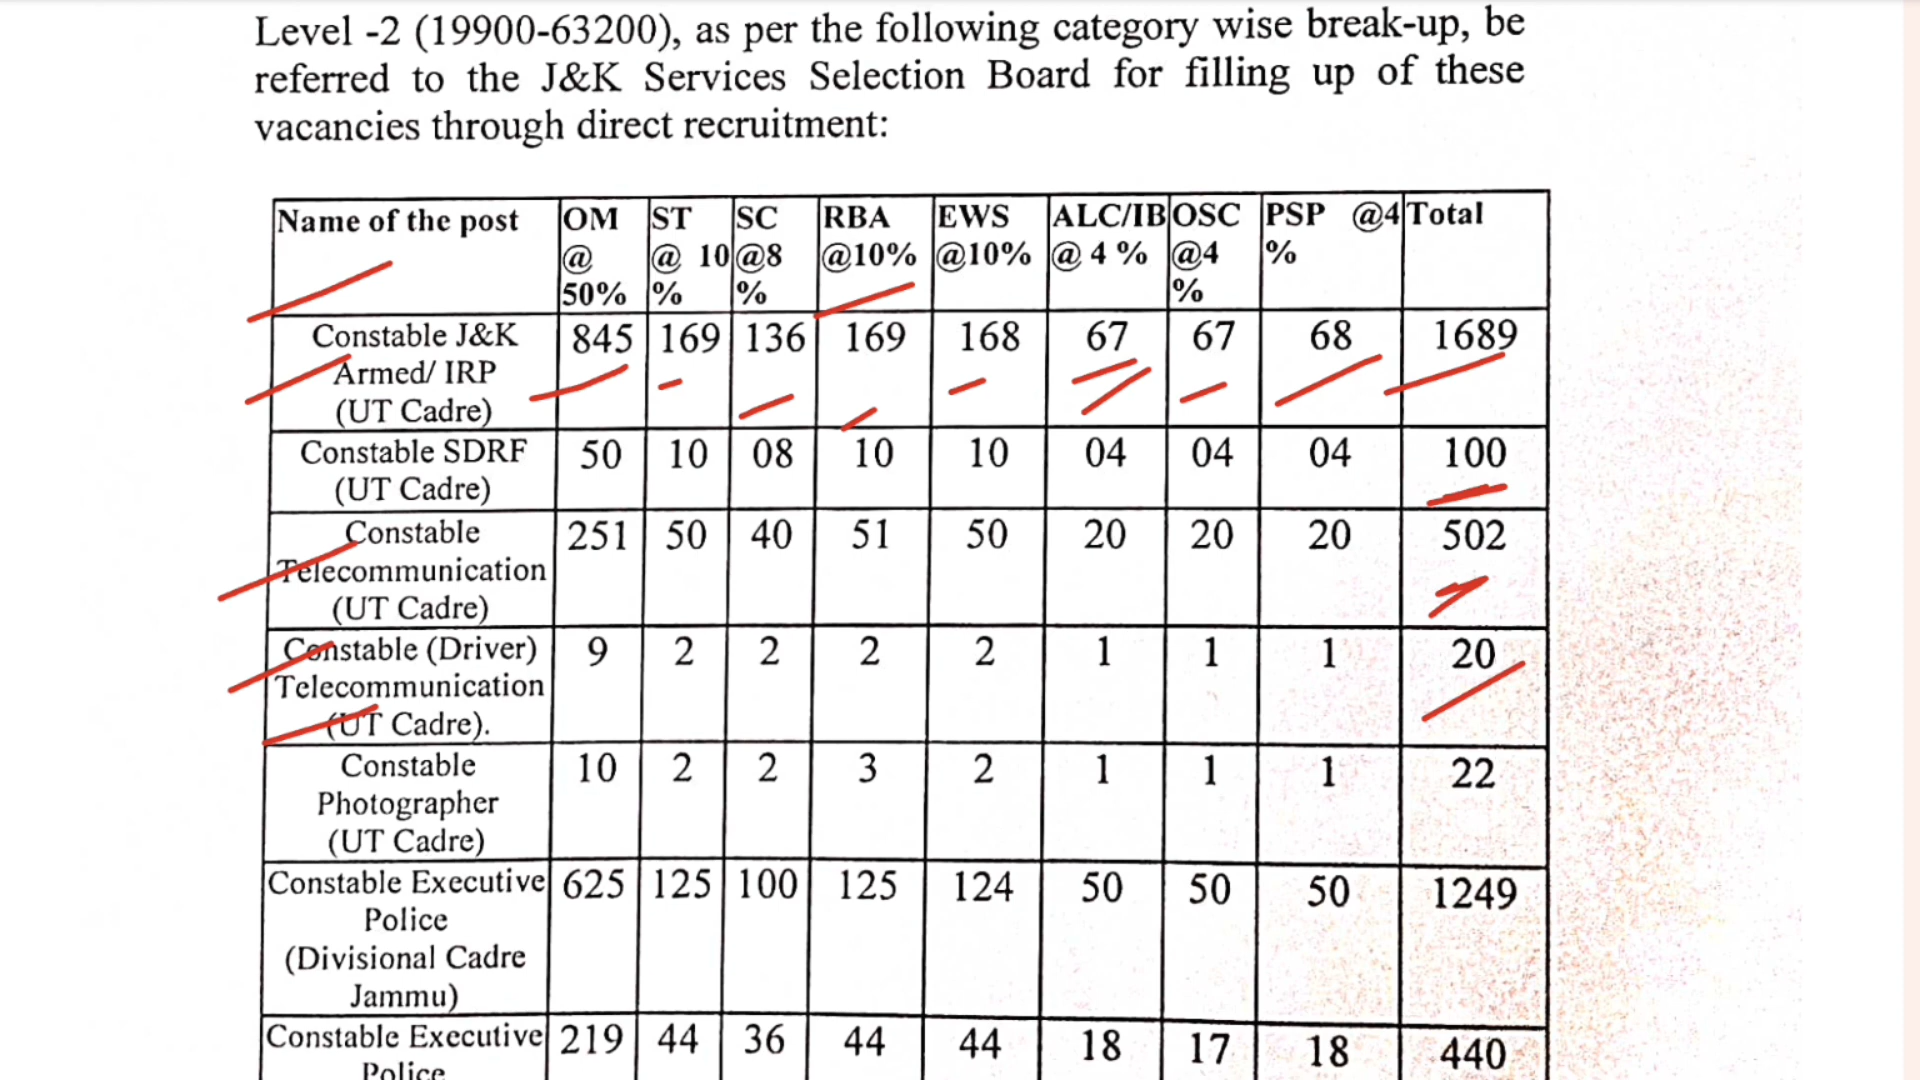 Level -2 (19900-63200), as per the following category wise break-up, be
referred to the J&K Services Selection Board for filling up of these
vacancies through direct recruitment:
Name of the post OM @ 50% ST @ 10 % SC @8 % RBA @10% EWS @10% ALC/IB @ 4 % OSC @4 % PSP @4 % Total
Constable J&K Armed/ IRP (UT Cadre) 845 169 136 169 168 67 67 68 1689
Constable SDRF (UT Cadre) 50 10 08 10 10 04 04 04 100
Constable Telecommunication (UT Cadre) 251 50 40 51 50 20 20 20 502
Constable (Driver) Telecommunication (UT Cadre). 9 2 2 2 2 1 1 1 20
Constable Photographer (UT Cadre) 10 2 2 3 2 1 1 1 22
Constable Executive Police (Divisional Cadre Jammu) 625 125 100 125 124 50 50 50 1249
Constable Executive Police 219 44 36 44 44 18 17 18 440